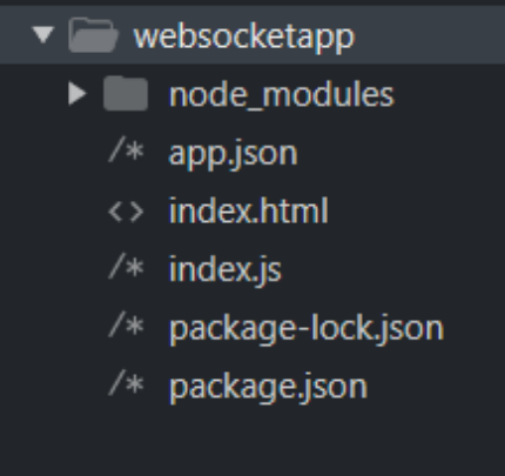 websocketapp
node_modules
/* app.json
<> index.html
/* index.js
/* package-lock.json
/* package.json